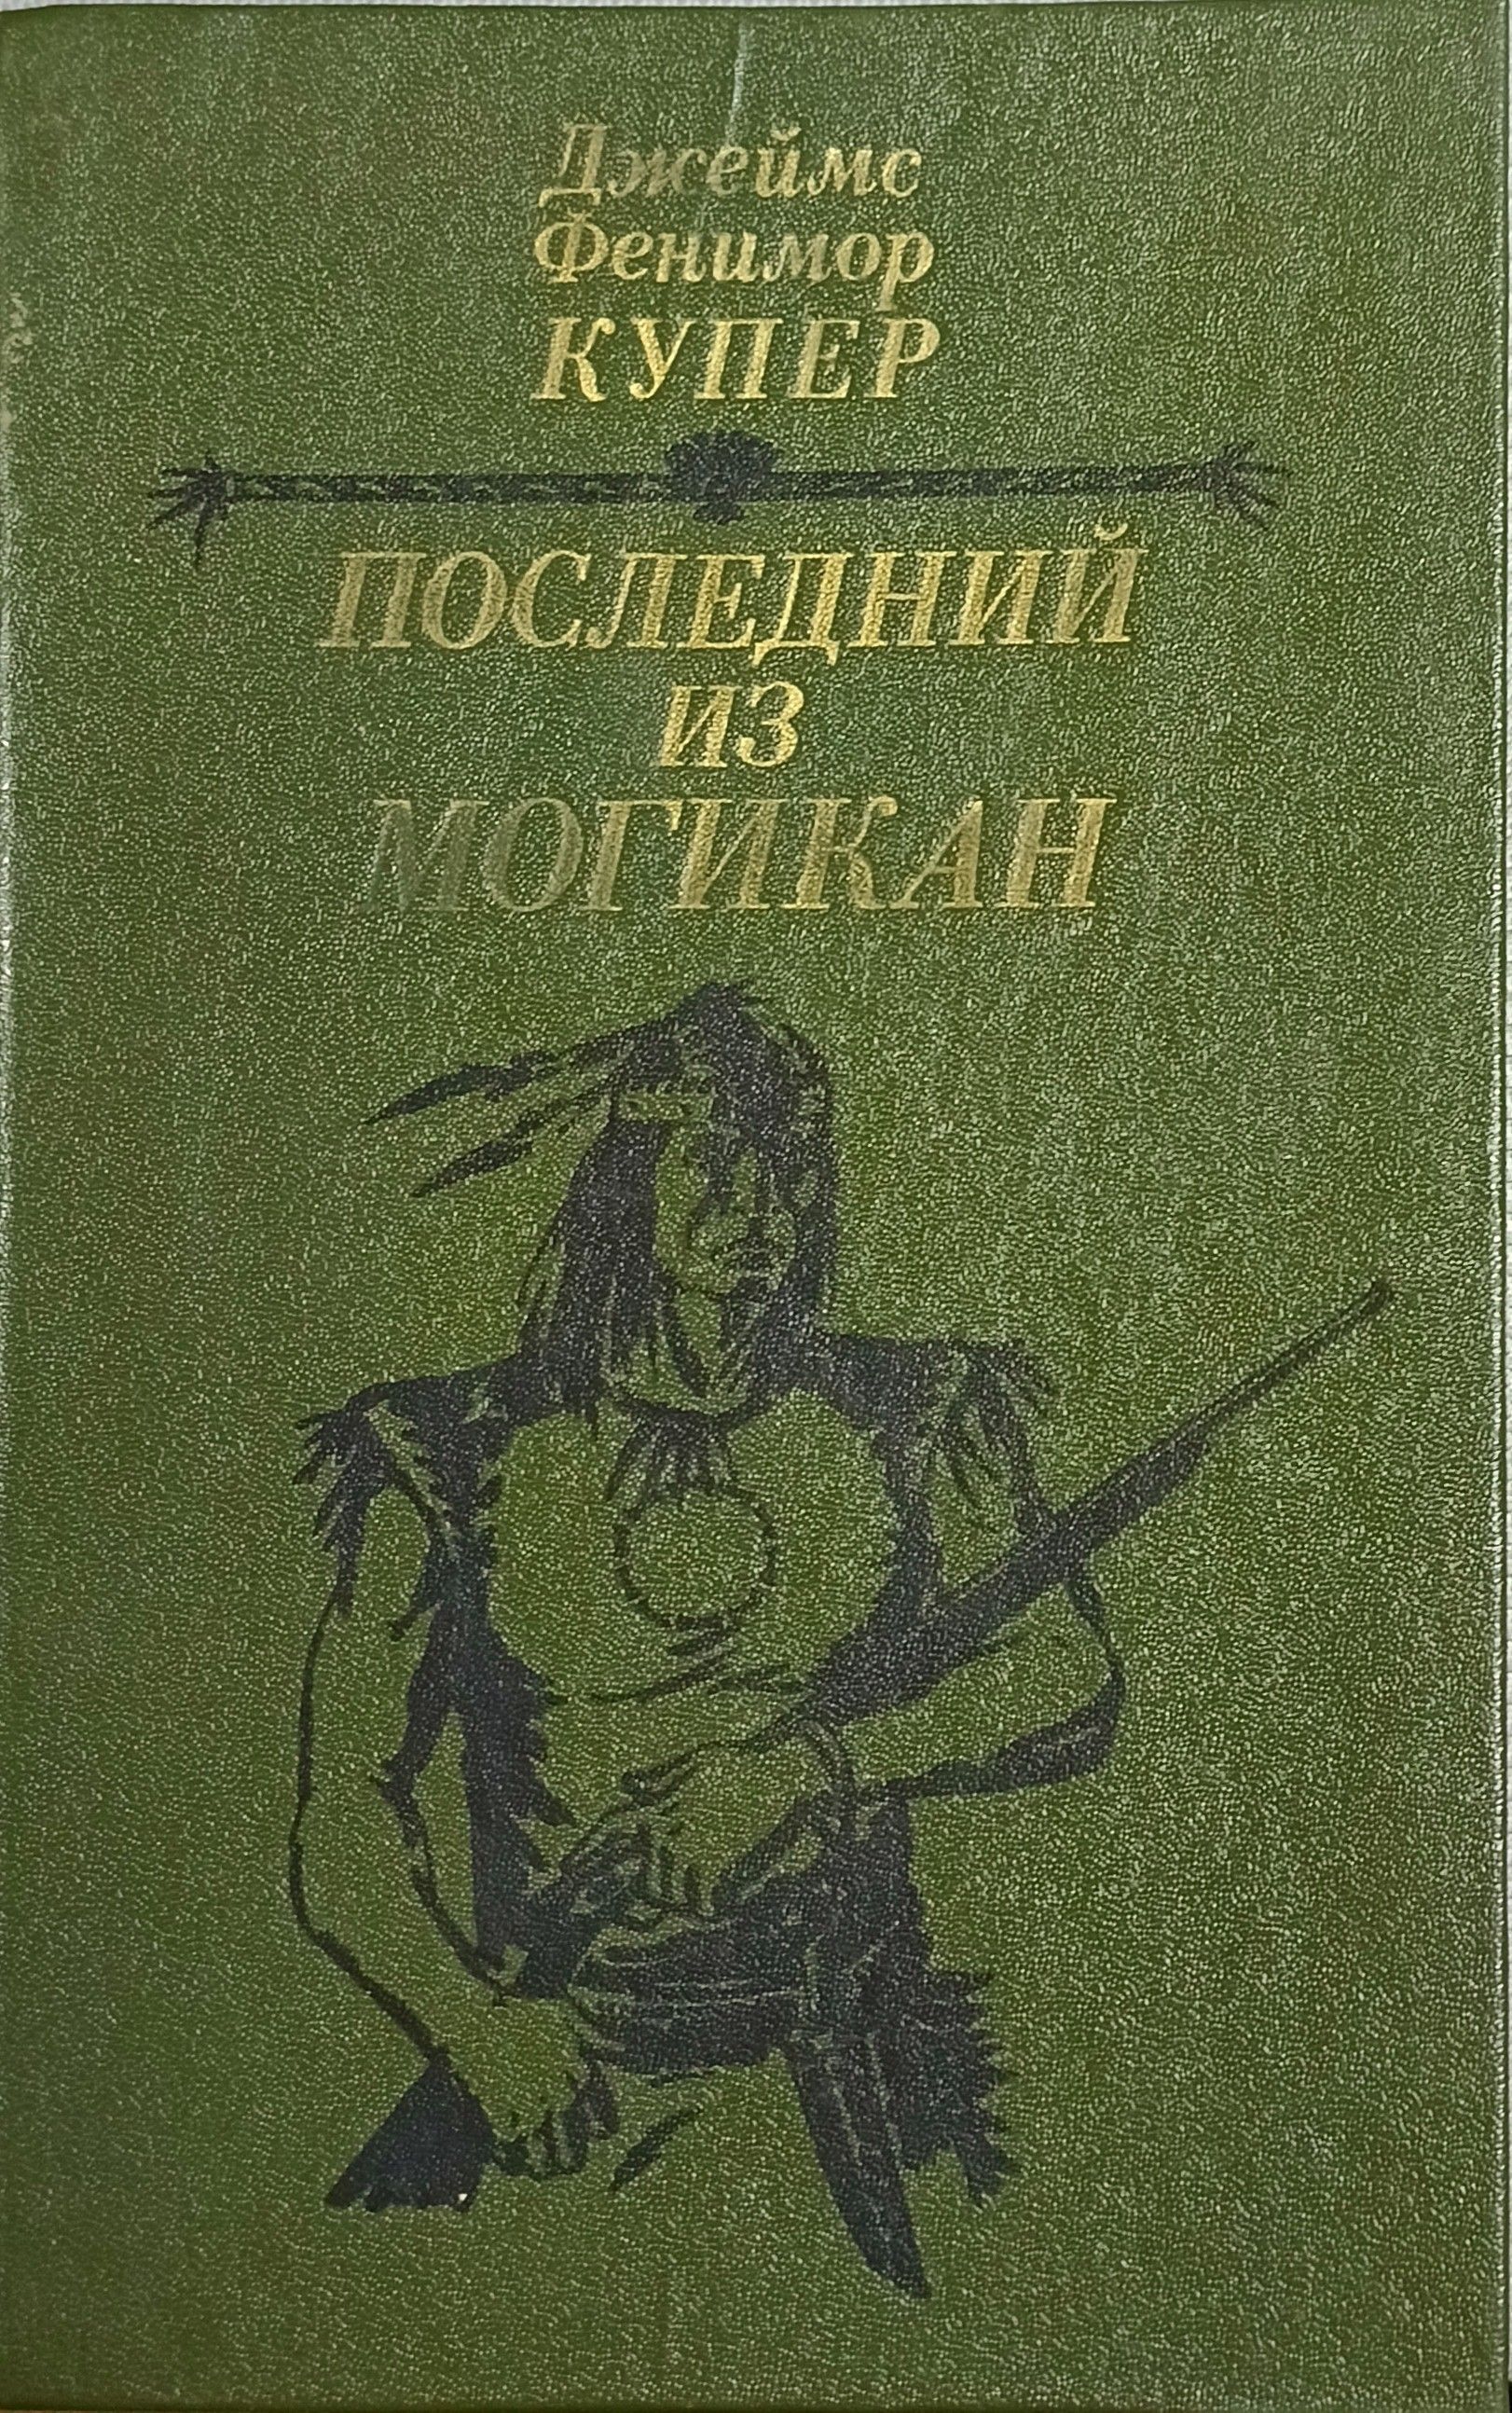 Джеймс
Фенимор
КУПЕР
ПОСЛЕДНИЙ
ИЗ
МОГИКАН